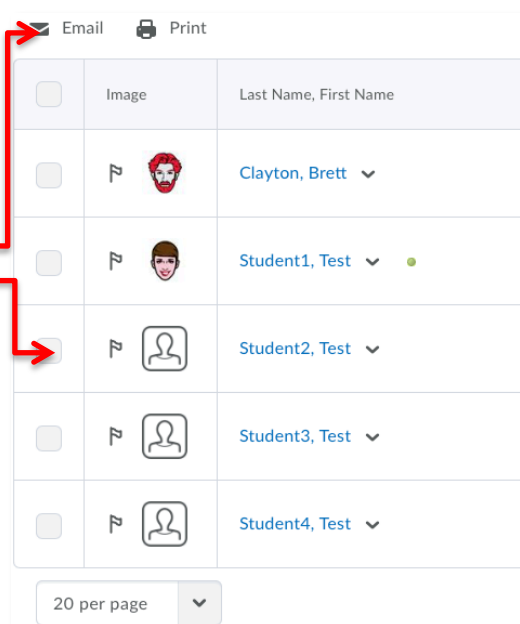 Email Print
Image Last Name, First Name
Clayton, Brett
Student1, Test
Student2, Test
Student3, Test
Student4, Test
20 per page